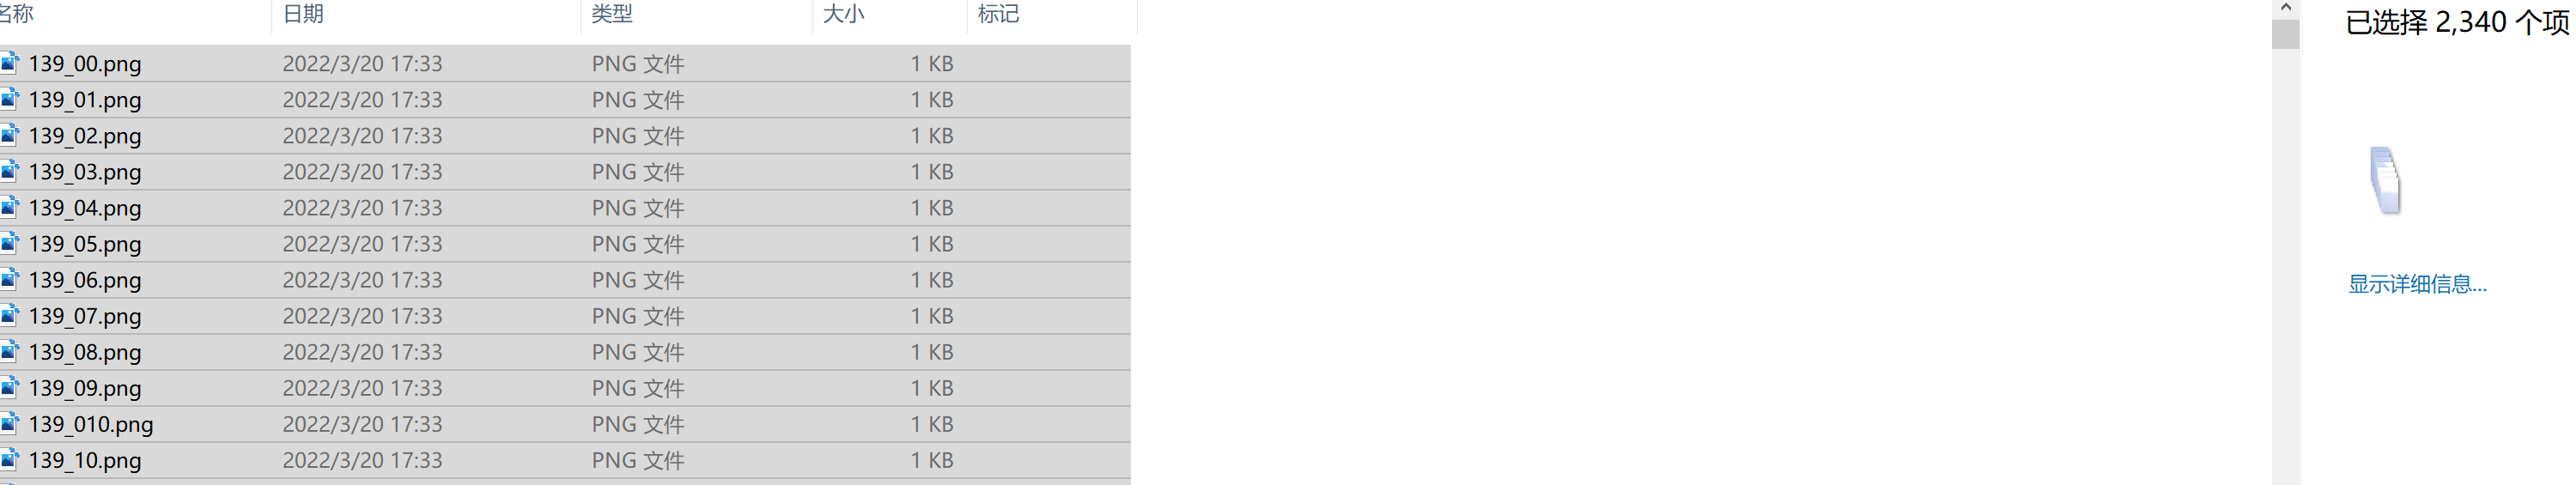 名称 日期 类型 大小 标记
139_00.png 2022/3/20 17:33 PNG 文件 1 KB
139_01.png 2022/3/20 17:33 PNG 文件 1 KB
139_02.png 2022/3/20 17:33 PNG 文件 1 KB
139_03.png 2022/3/20 17:33 PNG 文件 1 KB
139_04.png 2022/3/20 17:33 PNG 文件 1 KB
139_05.png 2022/3/20 17:33 PNG 文件 1 KB
139_06.png 2022/3/20 17:33 PNG 文件 1 KB
139_07.png 2022/3/20 17:33 PNG 文件 1 KB
139_08.png 2022/3/20 17:33 PNG 文件 1 KB
139_09.png 2022/3/20 17:33 PNG 文件 1 KB
139_010.png 2022/3/20 17:33 PNG 文件 1 KB
139_10.png 2022/3/20 17:33 PNG 文件 1 KB
已选择 2,340 个项
显示详细信息...